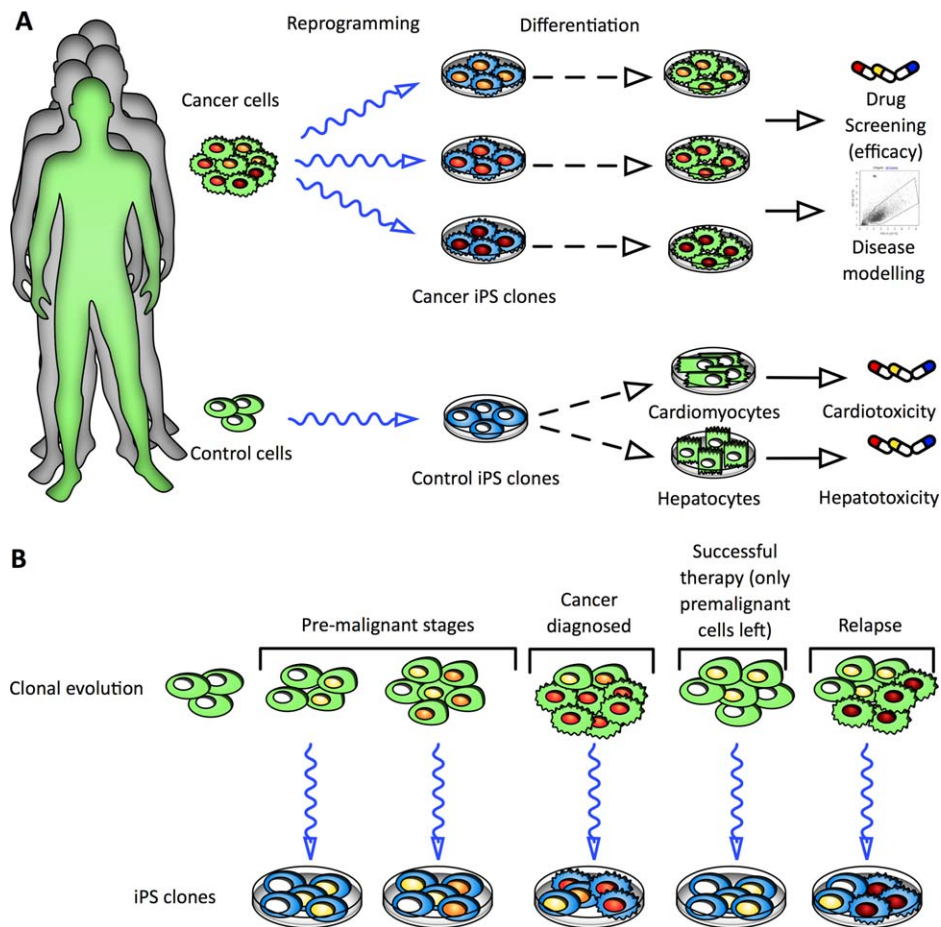 A
Reprogramming
Differentiation
Cancer cells
Drug
Screening
(efficacy)
Disease
modelling
Cancer iPS clones
Control cells
Control iPS clones
Cardiomyocytes
Cardiotoxicity
Hepatocytes
Hepatotoxicity
B
Pre-malignant stages
Cancer
diagnosed
Successful
therapy (only
premalignant
cells left)
Relapse
Clonal evolution
iPS clones